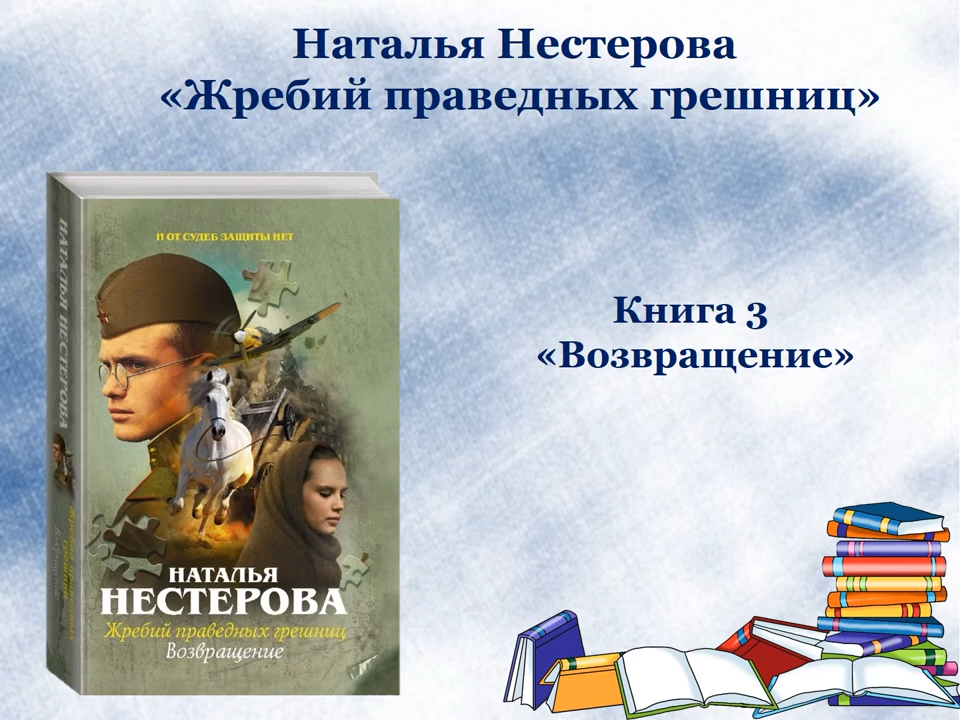 Наталья Нестерова
«Жребий праведных грешниц»
И ОТ СУДЕБ ЗАЩИТЫ НЕТ
НАТАЛЬЯ НЕСТЕРОВА
НАТАЛЬЯ
НЕСТЕРОВА
Жребий праведных грешниц
Возвращение
Книга 3
«Возвращение»